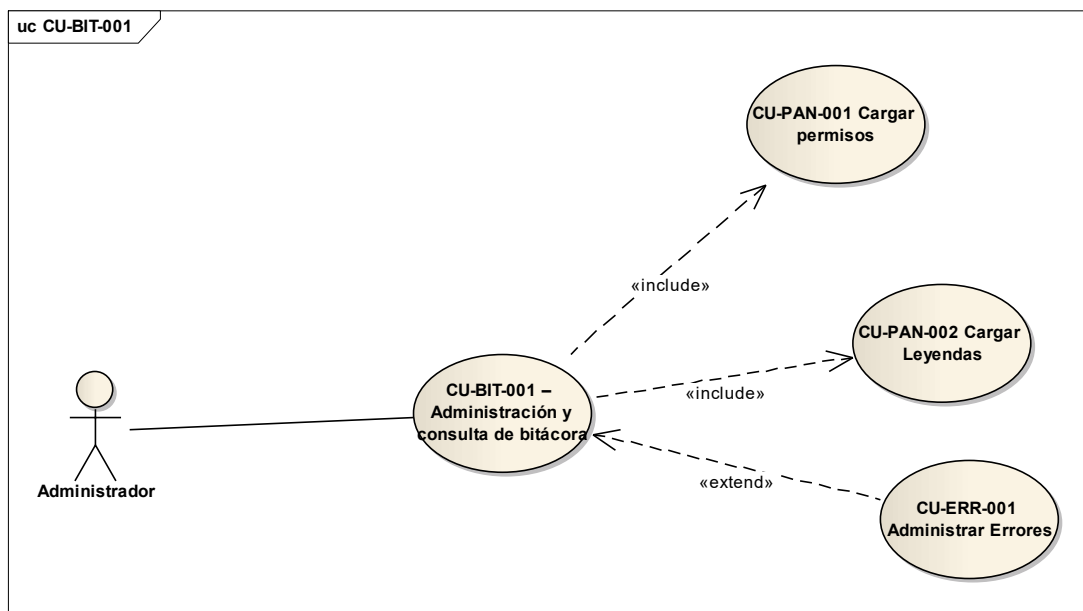 uc CU-BIT-001
CU-PAN-001 Cargar
permisos
«include»
CU-PAN-002 Cargar
Leyendas
«include»
CU-BIT-001 –
Administración y
consulta de bitácora
«extend»
Administrador
CU-ERR-001
Administrar Errores